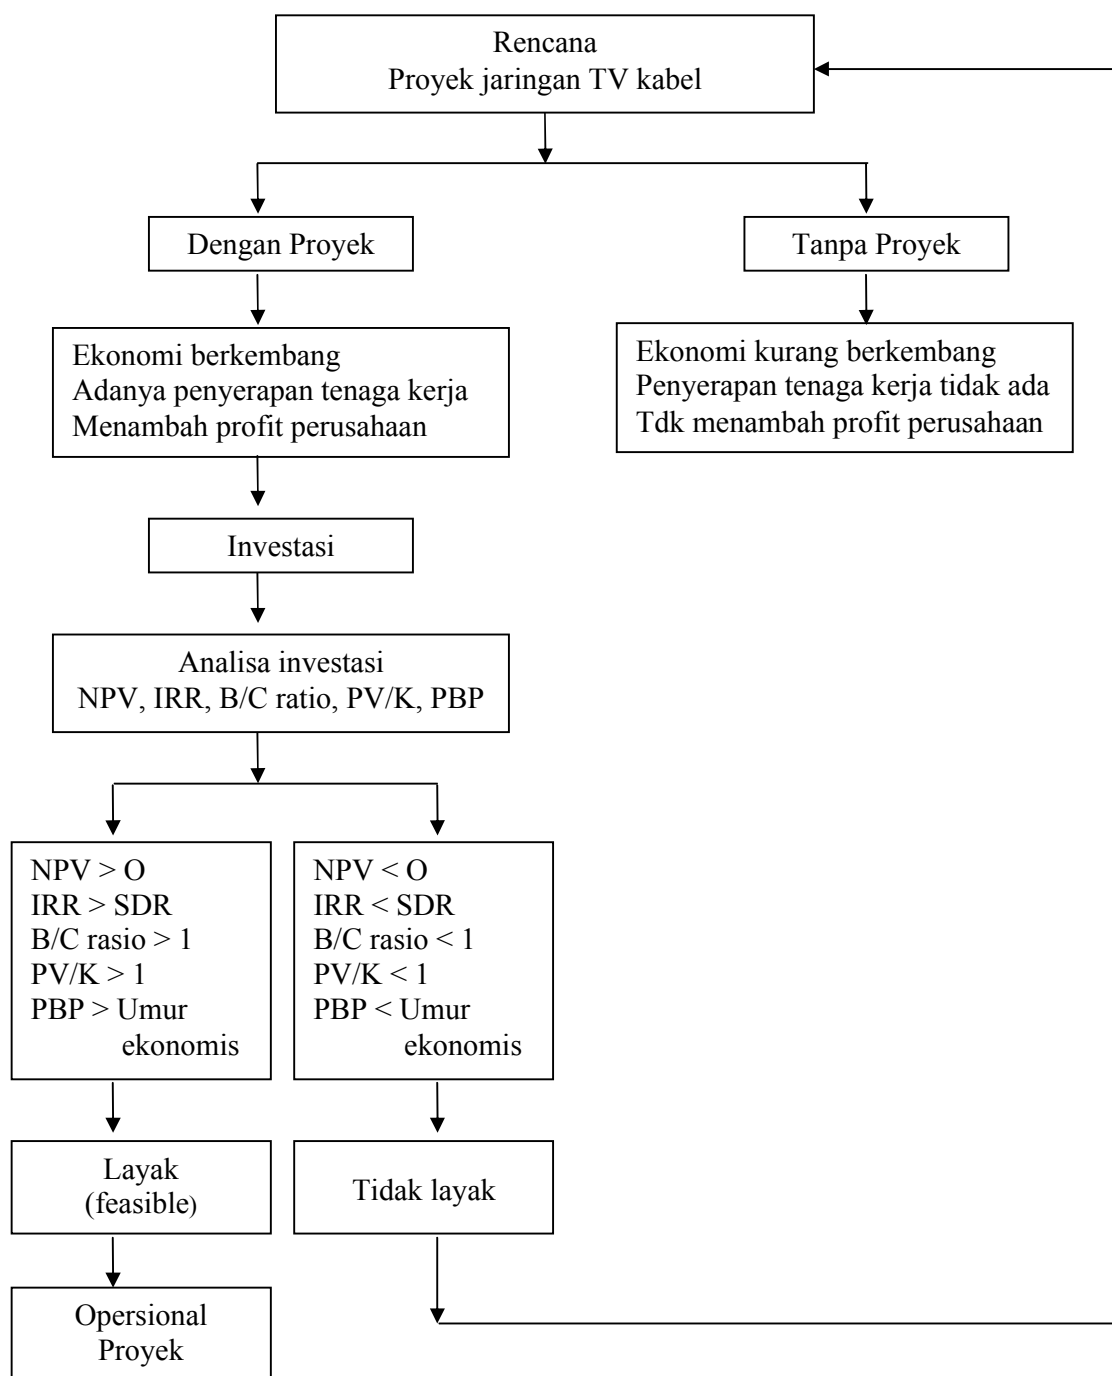 Rencana
Proyek jaringan TV kabel
Dengan Proyek
Tanpa Proyek
Ekonomi berkembang
Adanya penyerapan tenaga kerja
Menambah profit perusahaan
Ekonomi kurang berkembang
Penyerapan tenaga kerja tidak ada
Tdk menambah profit perusahaan
Investasi
Analisa investasi
NPV, IRR, B/C ratio, PV/K, PBP
NPV > O
IRR > SDR
B/C rasio > 1
PV/K > 1
PBP > Umur
ekonomis
NPV < O
IRR < SDR
B/C rasio < 1
PV/K < 1
PBP < Umur
ekonomis
Layak
(feasible)
Tidak layak
Opersional
Proyek